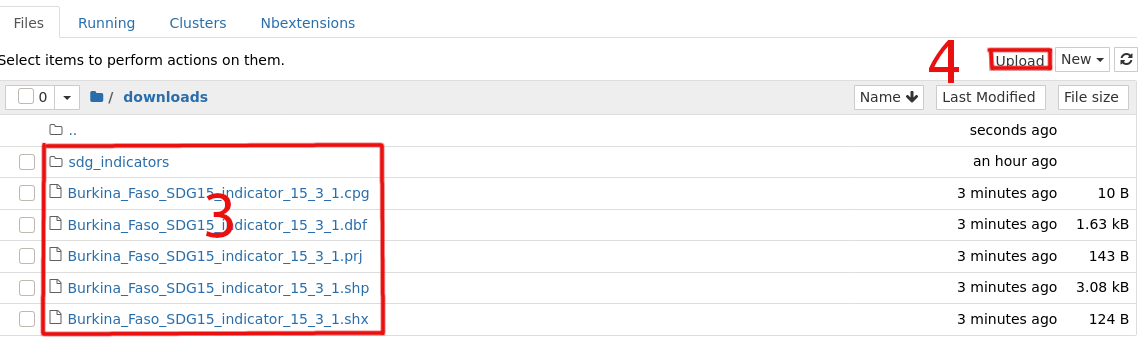 Files Running Clusters Nbextensions
Select items to perform actions on them. 4 Upload New
0 / downloads Name Last Modified File size
.. seconds ago
sdg_indicators an hour ago
Burkina_Faso_SDG15_indicator_15_3_1.cpg 3 minutes ago 10 B
3
Burkina_Faso_SDG15_indicator_15_3_1.dbf 3 minutes ago 1.63 kB
Burkina_Faso_SDG15_indicator_15_3_1.prj 3 minutes ago 143 B
Burkina_Faso_SDG15_indicator_15_3_1.shp 3 minutes ago 3.08 kB
Burkina_Faso_SDG15_indicator_15_3_1.shx 3 minutes ago 124 B